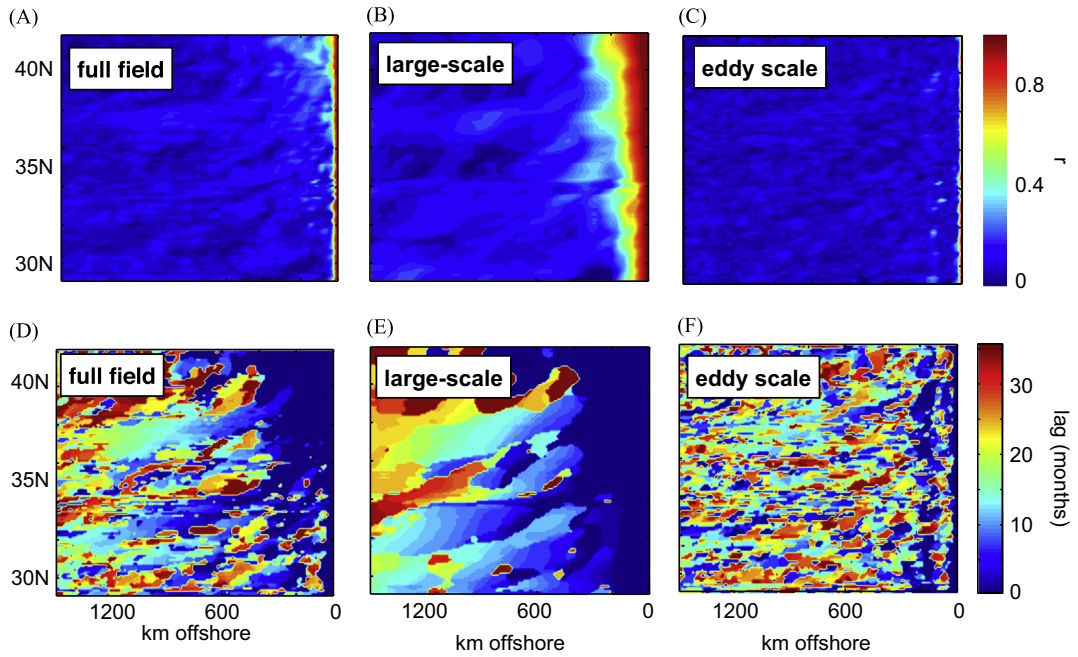 (A)
(B)
(C)
full field
large-scale
eddy scale
40N
35N
30N
0.8
0.4
0
r
(D)
(E)
(F)
full field
large-scale
eddy scale
40N
35N
30N
30
20
10
0
lag (months)
1200 600 0
1200 600 0
1200 600 0
km offshore
km offshore
km offshore